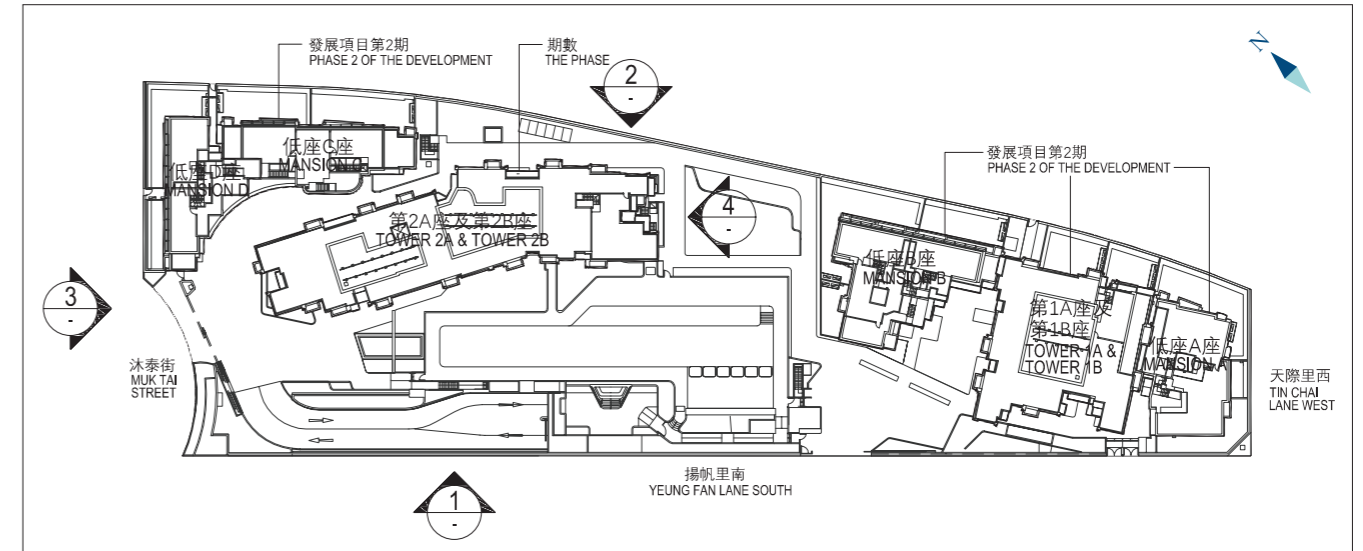 發展項目第2期
PHASE 2 OF THE DEVELOPMENT
期數
THE PHASE
N
2
-
低座C座
MANSION C
低座D座
MANSION D
發展項目第2期
PHASE 2 OF THE DEVELOPMENT
4
-
第2A座及第2B座
TOWER 2A & TOWER 2B
低座B座
MANSION B
3
-
第1A座及
第1B座
TOWER 1A &
TOWER 1B
低座A座
MANSION A
沐泰街
MUK TAI
STREET
天際里西
TIN CHAI
LANE WEST
揚帆里南
YEUNG FAN LANE SOUTH
1
-